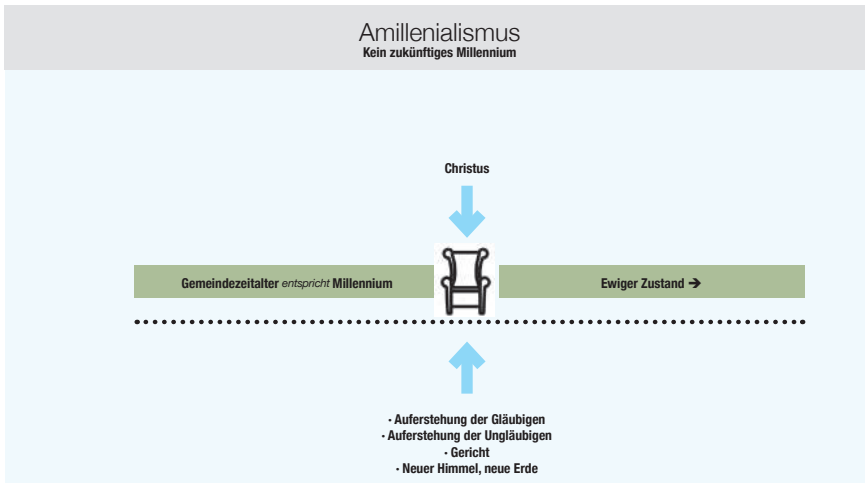 Amillenialismus
Kein zukünftiges Millennium
Christus
Gemeindezeitalter entspricht Millennium
Ewiger Zustand ➔
· Auferstehung der Gläubigen
· Auferstehung der Ungläubigen
· Gericht
· Neuer Himmel, neue Erde